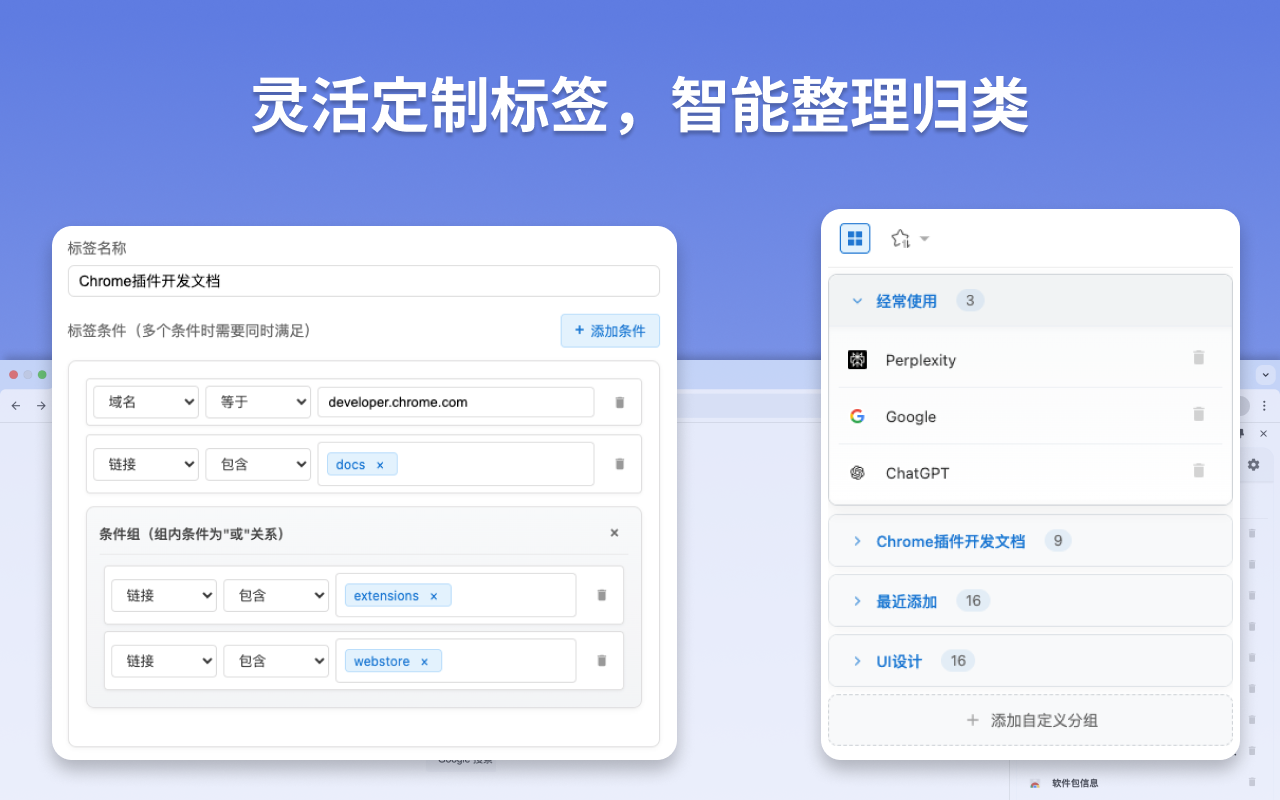 灵活定制标签，智能整理归类
标签名称
Chrome插件开发文档
标签条件（多个条件时需要同时满足）
+ 添加条件
域名 等于 developer.chrome.com
链接 包含 docs ×
条件组（组内条件为"或"关系） ×
链接 包含 extensions ×
链接 包含 webstore ×
经常使用 3
Perplexity
Google
ChatGPT
Chrome插件开发文档 9
最近添加 16
UI设计 16
+ 添加自定义分组
Google 搜索
软件包信息